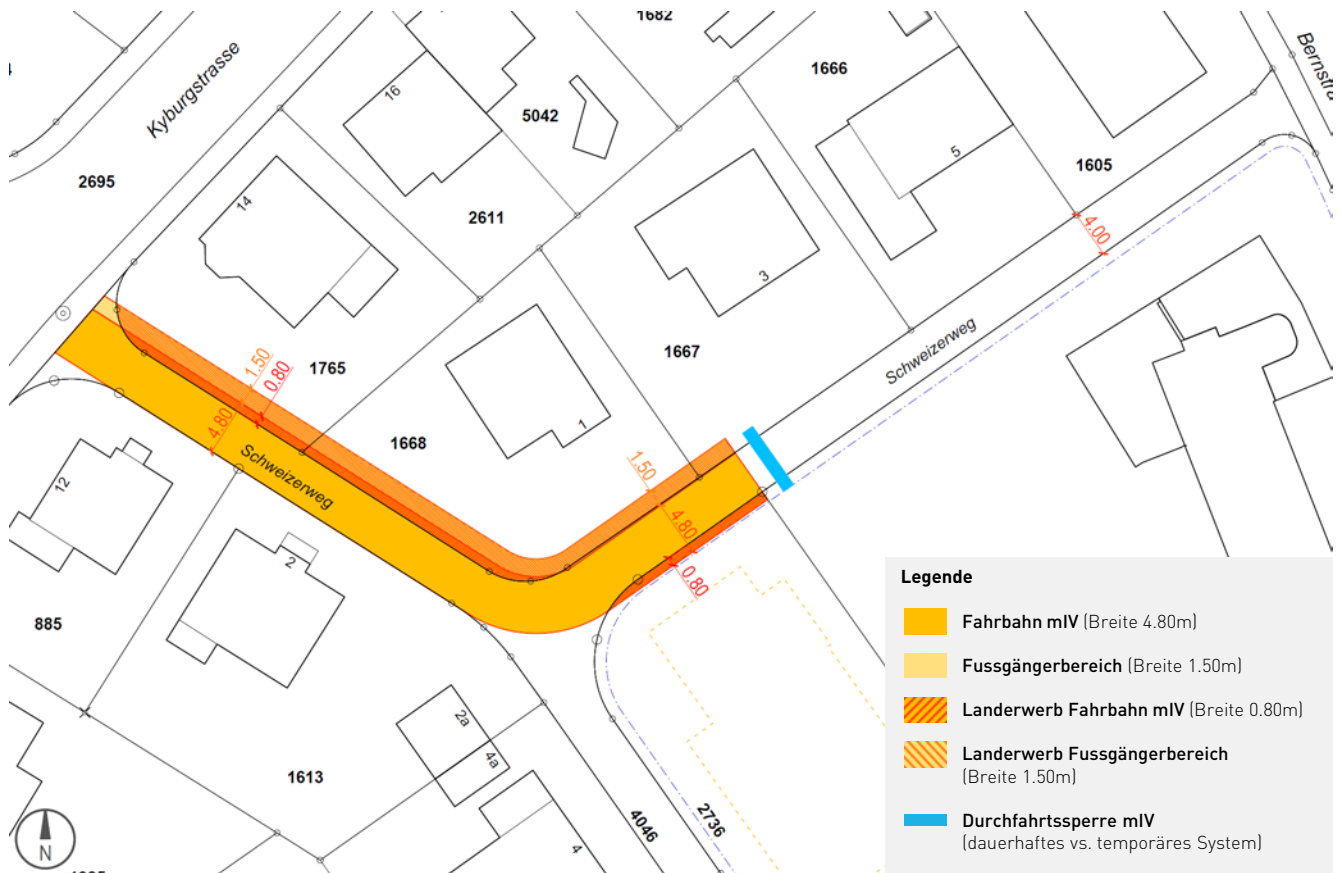 1682
Kyburgstrasse
16
5042
1666
Bernstra
5
1605
2695
14
2611
3
4.00
1765
1667
Schweizerweg
1.50
0.80
4.80
1668
1
Schweizerweg
1.50
4.80
0.80
12
2
885
2a
4a
1613
4
4046
2736
N
Legende
Fahrbahn mIV (Breite 4.80m)
Fussgängerbereich (Breite 1.50m)
Landerwerb Fahrbahn mIV (Breite 0.80m)
Landerwerb Fussgängerbereich
(Breite 1.50m)
Durchfahrtssperre mIV
(dauerhaftes vs. temporäres System)